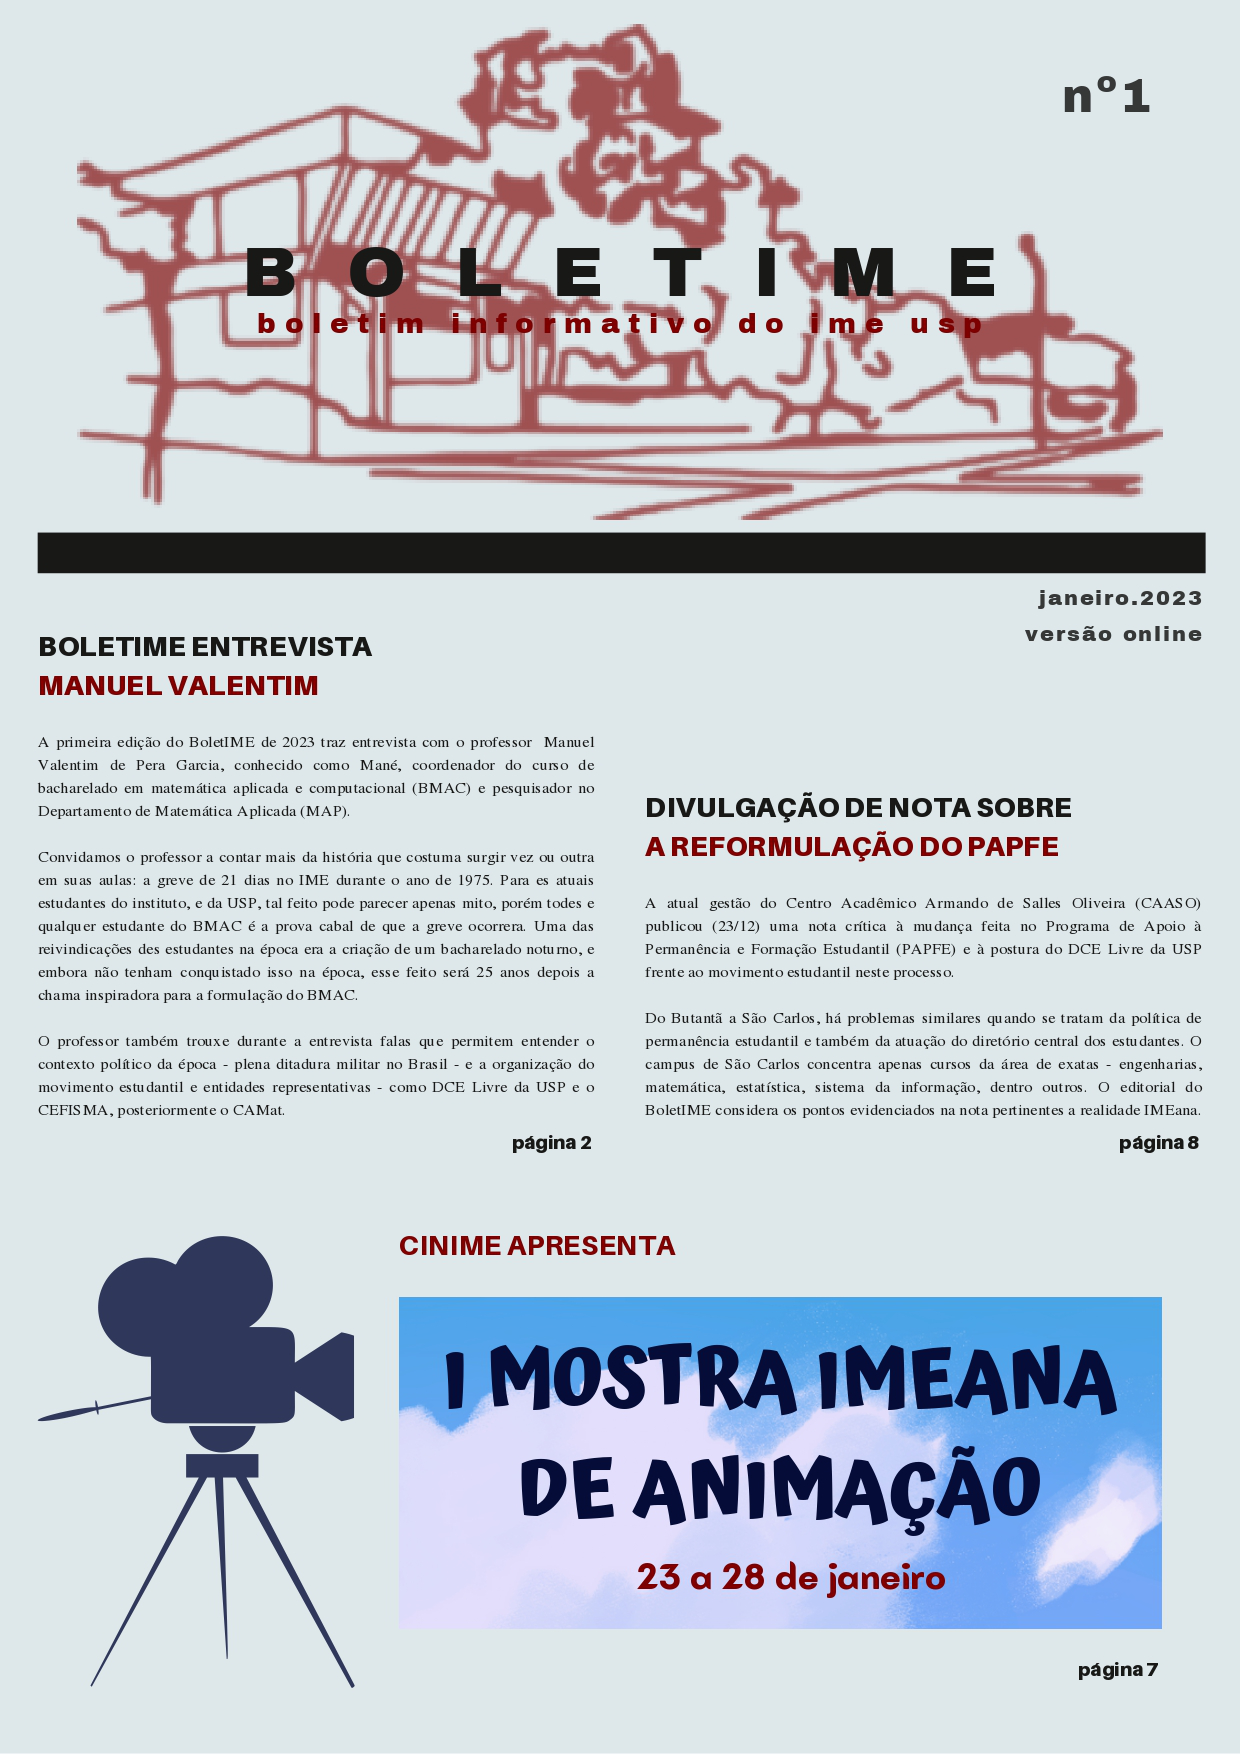 nº1
BOLETIME
boletim informativo do ime usp
janeiro.2023
versão online
BOLETIME ENTREVISTA
MANUEL VALENTIM
A primeira edição do BoletIME de 2023 traz entrevista com o professor Manuel
Valentim de Pera Garcia, conhecido como Mané, coordenador do curso de
bacharelado em matemática aplicada e computacional (BMAC) e pesquisador no
Departamento de Matemática Aplicada (MAP).
Convidamos o professor a contar mais da história que costuma surgir vez ou outra
em suas aulas: a greve de 21 dias no IME durante o ano de 1975. Para es atuais
estudantes do instituto, e da USP, tal feito pode parecer apenas mito, porém todes e
qualquer estudante do BMAC é a prova cabal de que a greve ocorrera. Uma das
reivindicações des estudantes na época era a criação de um bacharelado noturno, e
embora não tenham conquistado isso na época, esse feito será 25 anos depois a
chama inspiradora para a formulação do BMAC.
O professor também trouxe durante a entrevista falas que permitem entender o
contexto político da época - plena ditadura militar no Brasil - e a organização do
movimento estudantil e entidades representativas - como DCE Livre da USP e o
CEFISMA, posteriormente o CAMat.
página 2
DIVULGAÇÃO DE NOTA SOBRE
A REFORMULAÇÃO DO PAPFE
A atual gestão do Centro Acadêmico Armando de Salles Oliveira (CAASO)
publicou (23/12) uma nota crítica à mudança feita no Programa de Apoio à
Permanência e Formação Estudantil (PAPFE) e à postura do DCE Livre da USP
frente ao movimento estudantil neste processo.
Do Butantã a São Carlos, há problemas similares quando se tratam da política de
permanência estudantil e também da atuação do diretório central dos estudantes. O
campus de São Carlos concentra apenas cursos da área de exatas - engenharias,
matemática, estatística, sistema da informação, dentro outros. O editorial do
BoletIME considera os pontos evidenciados na nota pertinentes a realidade IMEana.
página 8
CINIME APRESENTA
I MOSTRA IMEANA
DE ANIMAÇÃO
23 a 28 de janeiro
página 7